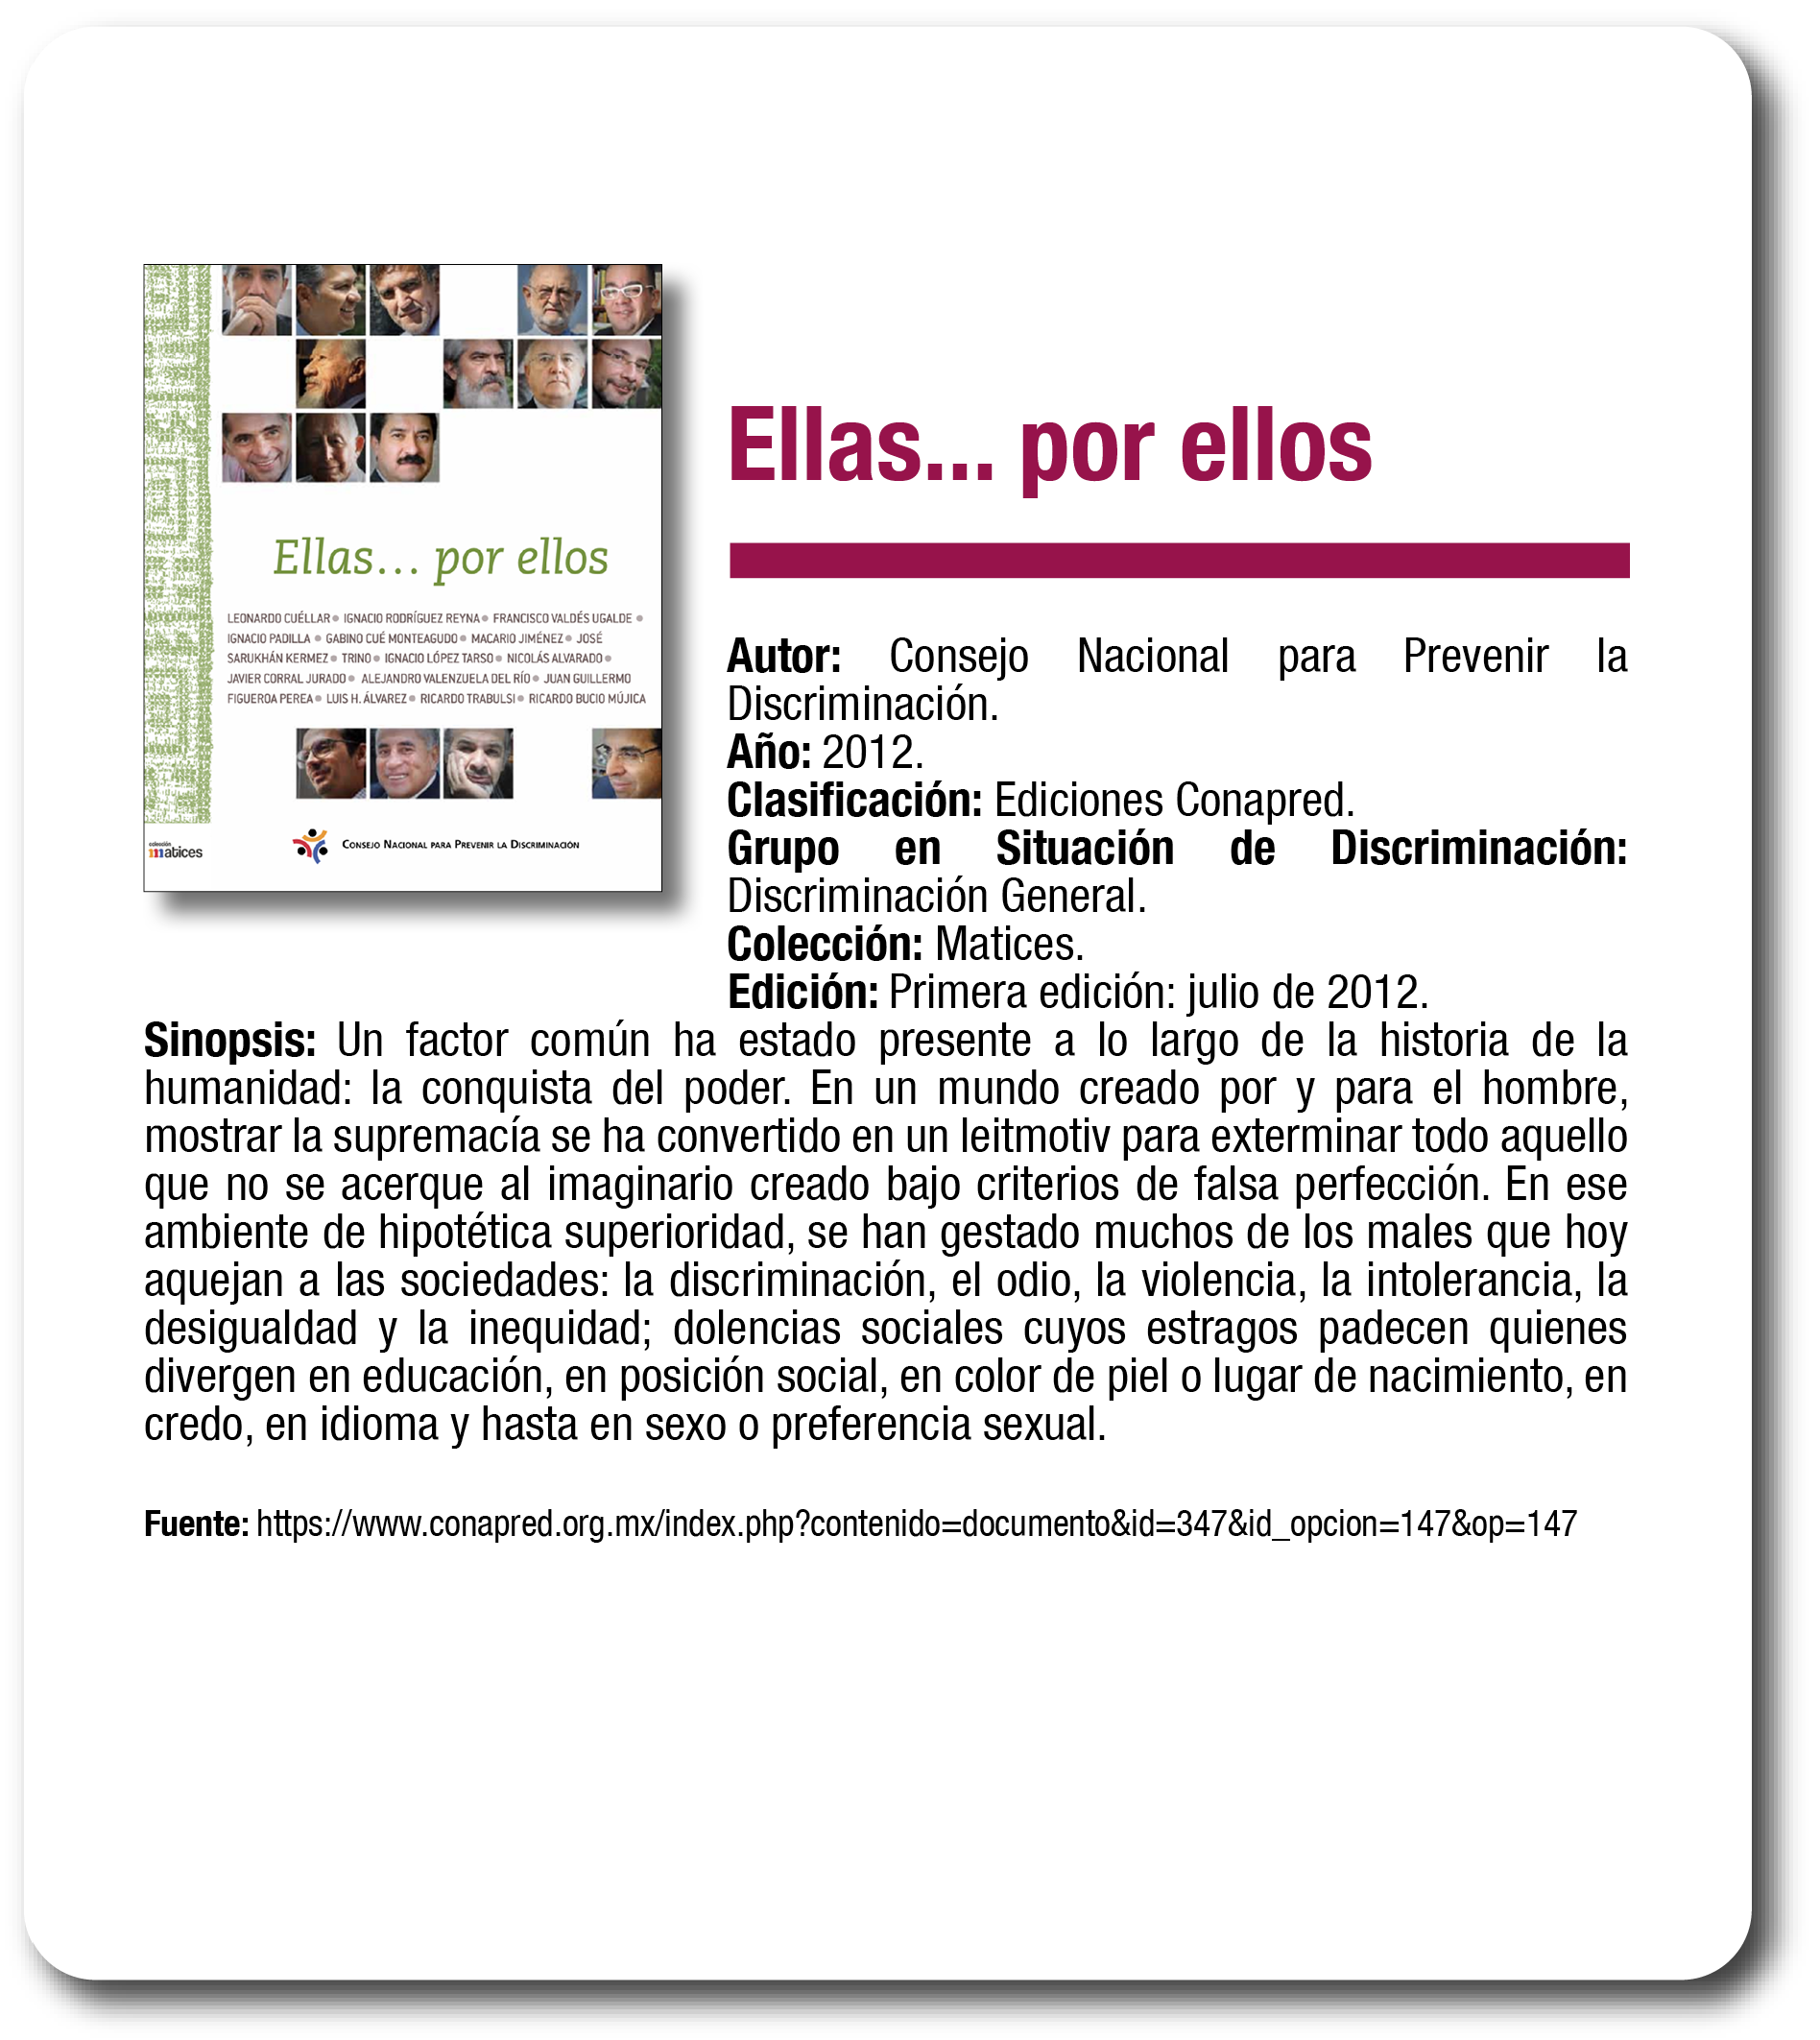 Ellas... por ellos
LEONARDO CUÉLLAR • IGNACIO RODRÍGUEZ REYNA • FRANCISCO VALDÉS UGALDE •
IGNACIO PADILLA • GABINO CUÉ MONTEAGUDO • MACARIO JIMÉNEZ • JOSÉ
SARUKHÁN KERMEZ • TRINO • IGNACIO LÓPEZ TARSO • NICOLÁS ALVARADO •
JAVIER CORRAL JURADO • ALEJANDRO VALENZUELA DEL RÍO • JUAN GUILLERMO
FIGUEROA PEREA • LUIS H. ÁLVAREZ • RICARDO TRABULSI • RICARDO BUCIO MÚJICA
colección
matices
CONSEJO NACIONAL PARA PREVENIR LA DISCRIMINACIÓN
Ellas... por ellos
Autor: Consejo Nacional para Prevenir la
Discriminación.
Año: 2012.
Clasificación: Ediciones Conapred.
Grupo en Situación de Discriminación:
Discriminación General.
Colección: Matices.
Edición: Primera edición: julio de 2012.
Sinopsis: Un factor común ha estado presente a lo largo de la historia de la
humanidad: la conquista del poder. En un mundo creado por y para el hombre,
mostrar la supremacía se ha convertido en un leitmotiv para exterminar todo aquello
que no se acerque al imaginario creado bajo criterios de falsa perfección. En ese
ambiente de hipotética superioridad, se han gestado muchos de los males que hoy
aquejan a las sociedades: la discriminación, el odio, la violencia, la intolerancia, la
desigualdad y la inequidad; dolencias sociales cuyos estragos padecen quienes
divergen en educación, en posición social, en color de piel o lugar de nacimiento, en
credo, en idioma y hasta en sexo o preferencia sexual.
Fuente: https://www.conapred.org.mx/index.php?contenido=documento&id=347&id_opcion=147&op=147